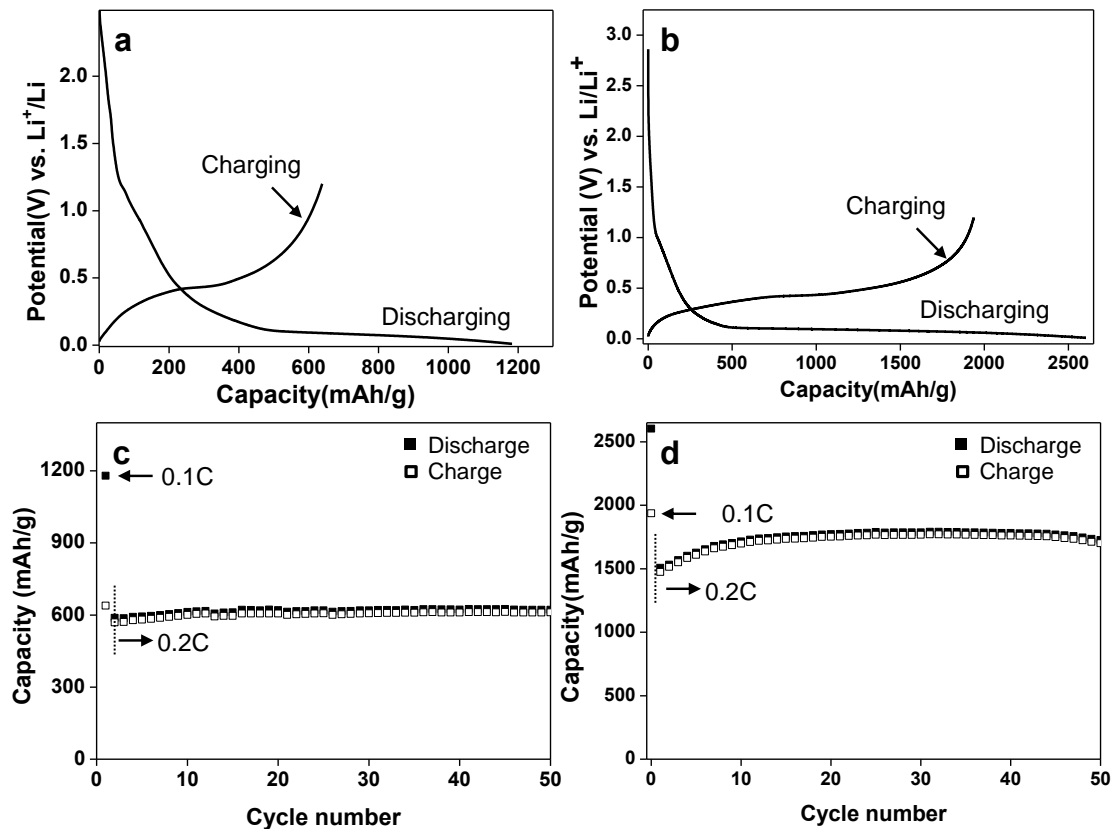 a
Potential(V) vs. Li+/Li
2.0
1.5
1.0
0.5
0.0
Charging
Discharging
0 200 400 600 800 1000 1200
Capacity(mAh/g)
b
Potential (V) vs. Li/Li+
3.0
2.5
2.0
1.5
1.0
0.5
0.0
Charging
Discharging
0 500 1000 1500 2000 2500
Capacity(mAh/g)
c
Discharge
Charge
0.1C
0.2C
Capacity (mAh/g)
1200
900
600
300
0
0 10 20 30 40 50
Cycle number
d
Discharge
Charge
0.1C
0.2C
Capacity(mAh/g)
2500
2000
1500
1000
500
0
0 10 20 30 40 50
Cycle number